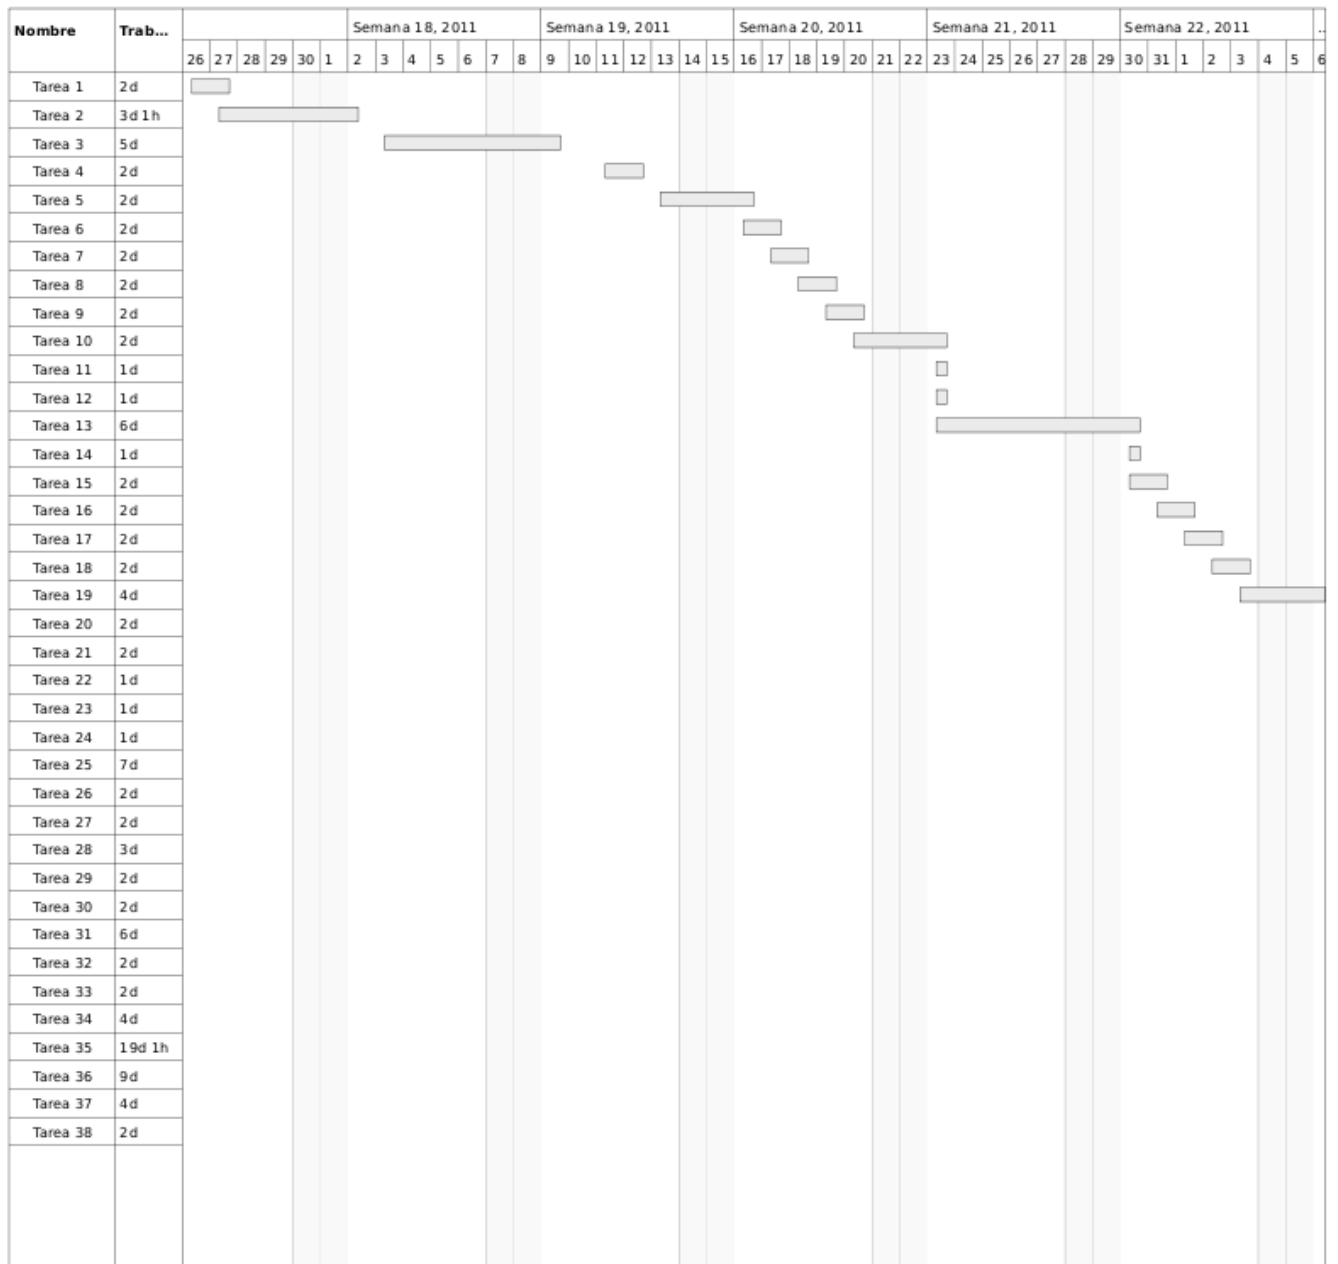 Nombre Trab... Semana 18, 2011 Semana 19, 2011 Semana 20, 2011 Semana 21, 2011 Semana 22, 2011 ..
26 27 28 29 30 1 2 3 4 5 6 7 8 9 10 11 12 13 14 15 16 17 18 19 20 21 22 23 24 25 26 27 28 29 30 31 1 2 3 4 5 6
Tarea 1 2d
Tarea 2 3d 1h
Tarea 3 5d
Tarea 4 2d
Tarea 5 2d
Tarea 6 2d
Tarea 7 2d
Tarea 8 2d
Tarea 9 2d
Tarea 10 2d
Tarea 11 1d
Tarea 12 1d
Tarea 13 6d
Tarea 14 1d
Tarea 15 2d
Tarea 16 2d
Tarea 17 2d
Tarea 18 2d
Tarea 19 4d
Tarea 20 2d
Tarea 21 2d
Tarea 22 1d
Tarea 23 1d
Tarea 24 1d
Tarea 25 7d
Tarea 26 2d
Tarea 27 2d
Tarea 28 3d
Tarea 29 2d
Tarea 30 2d
Tarea 31 6d
Tarea 32 2d
Tarea 33 2d
Tarea 34 4d
Tarea 35 19d 1h
Tarea 36 9d
Tarea 37 4d
Tarea 38 2d